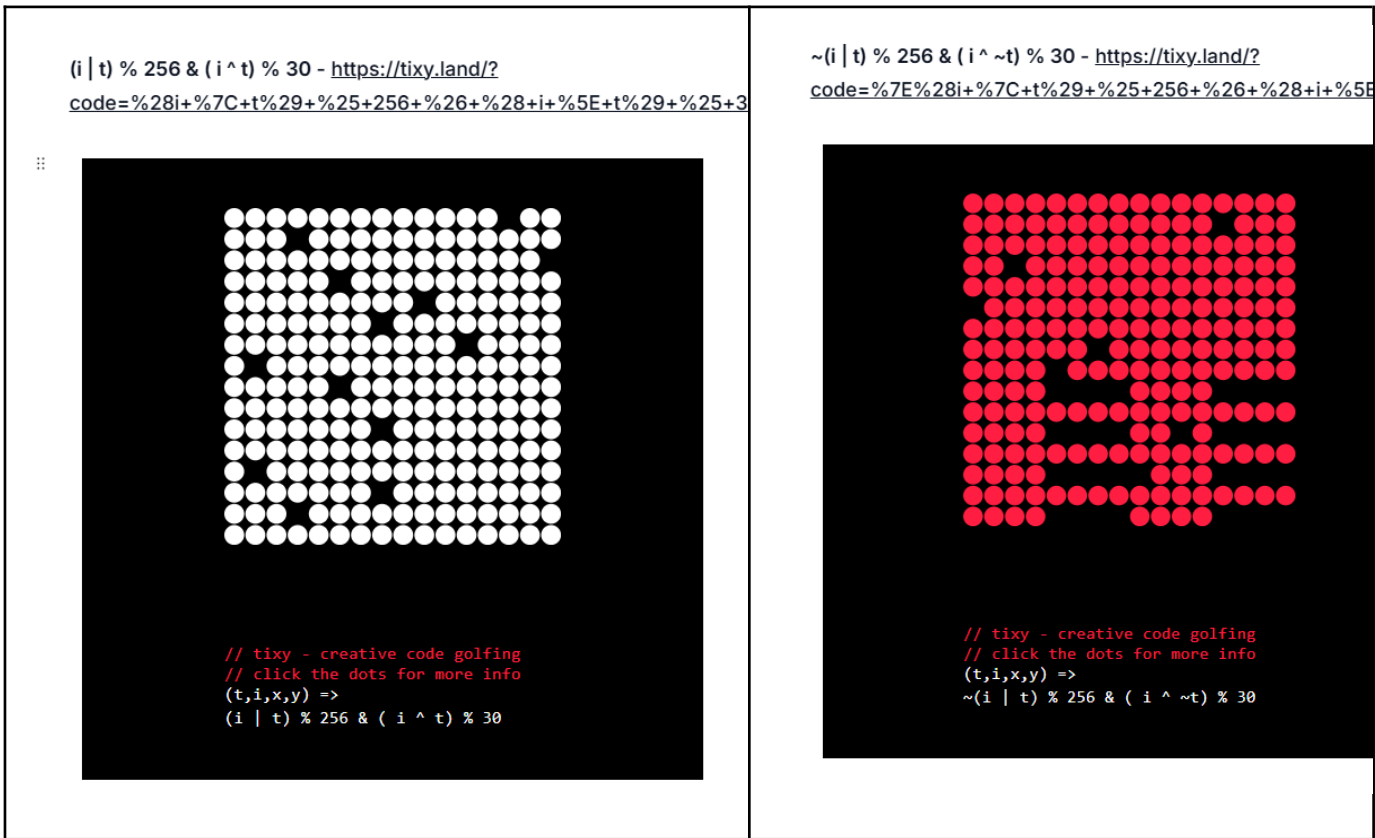 (i | t) % 256 & ( i ^ t) % 30 - https://tixy.land/?
code=%28i+%7C+t%29+%25+256+%26+%28+i+%5E+t%29+%25+3
// tixy - creative code golfing
// click the dots for more info
(t,i,x,y) =>
(i | t) % 256 & ( i ^ t) % 30
~(i | t) % 256 & ( i ^ ~t) % 30 - https://tixy.land/?
code=%7E%28i+%7C+t%29+%25+256+%26+%28+i+%5E
// tixy - creative code golfing
// click the dots for more info
(t,i,x,y) =>
~(i | t) % 256 & ( i ^ ~t) % 30